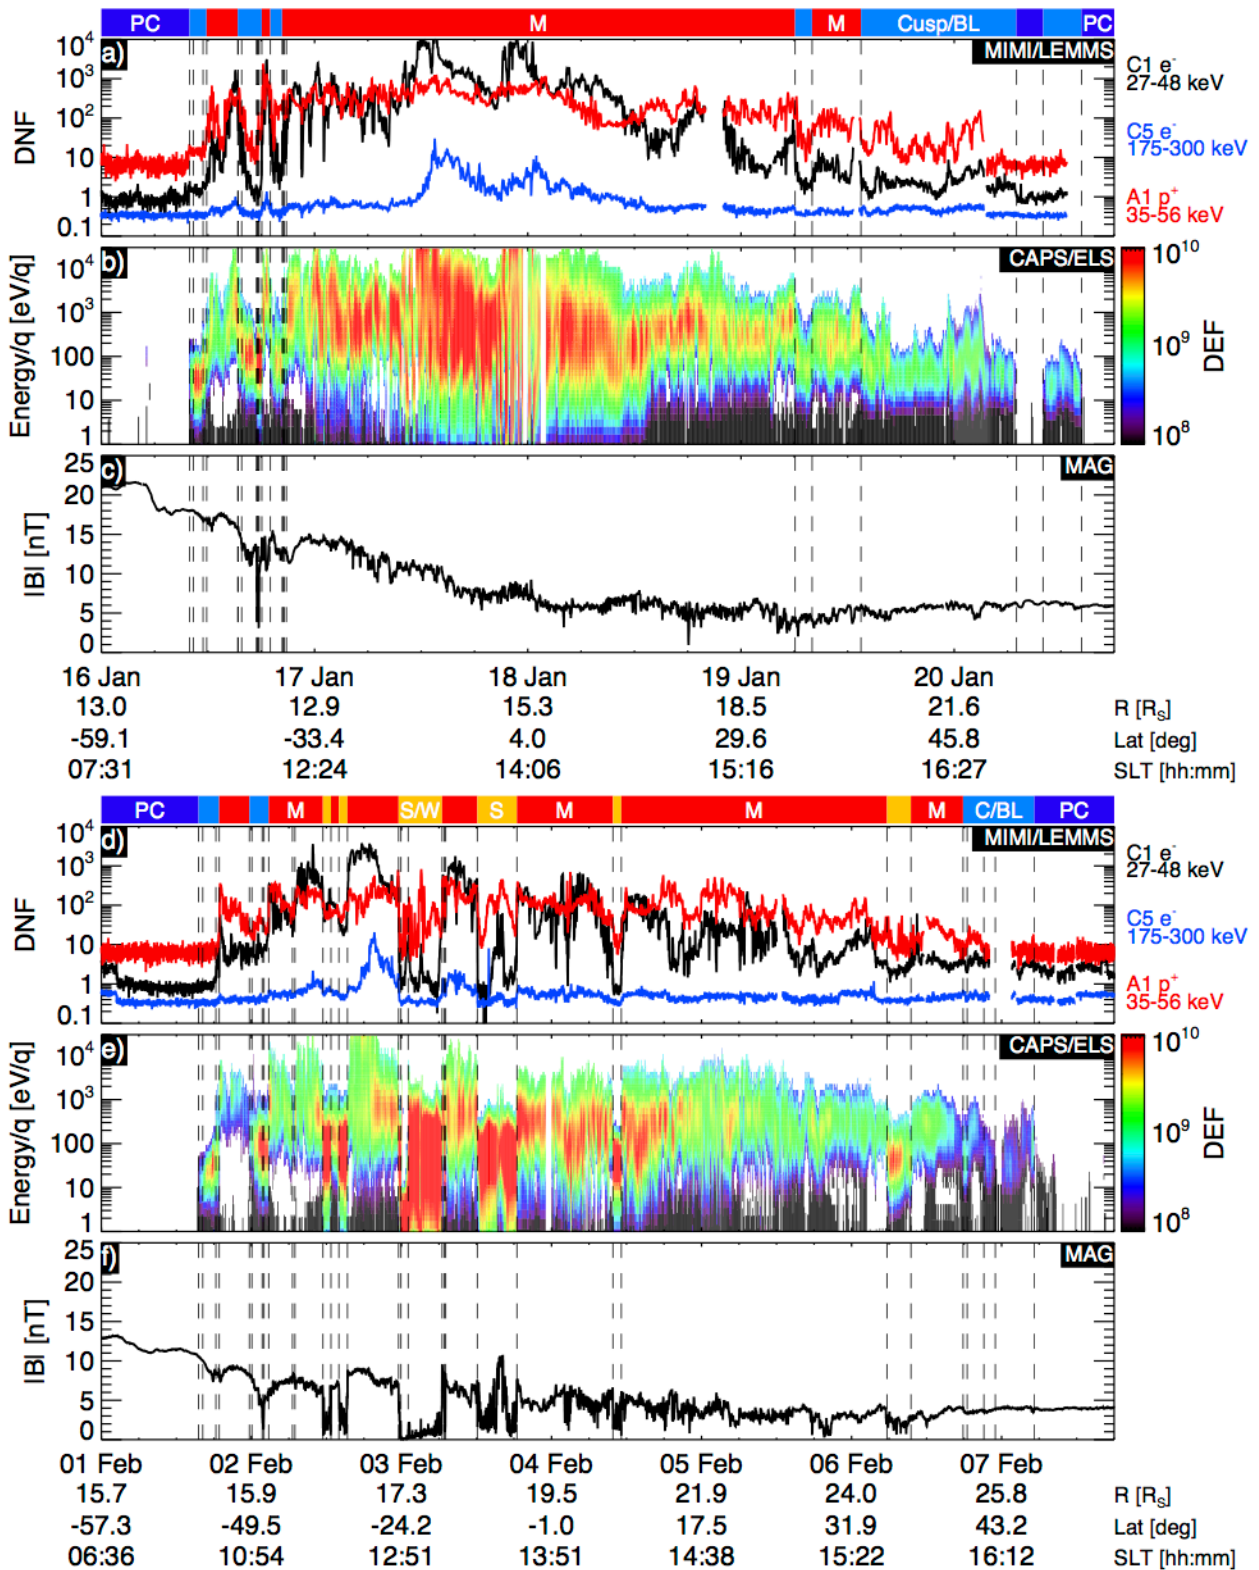 PC M M Cusp/BL PC
a) MIMI/LEMMS
10⁴
10³
10²
10
1
0.1
DNF
C1 e⁻
27-48 keV
C5 e⁻
175-300 keV
A1 p⁺
35-56 keV
b) CAPS/ELS
10⁴
10³
100
10
1
Energy/q [eV/q]
10¹⁰
10⁹
10⁸
DEF
c) MAG
25
20
15
10
5
0
|B| [nT]
16 Jan 17 Jan 18 Jan 19 Jan 20 Jan
13.0 12.9 15.3 18.5 21.6 R [R_S]
-59.1 -33.4 4.0 29.6 45.8 Lat [deg]
07:31 12:24 14:06 15:16 16:27 SLT [hh:mm]
PC M S/W S M M M C/BL PC
d) MIMI/LEMMS
10⁴
10³
10²
10
1
0.1
DNF
C1 e⁻
27-48 keV
C5 e⁻
175-300 keV
A1 p⁺
35-56 keV
e) CAPS/ELS
10⁴
10³
100
10
1
Energy/q [eV/q]
10¹⁰
10⁹
10⁸
DEF
f) MAG
25
20
15
10
5
0
|B| [nT]
01 Feb 02 Feb 03 Feb 04 Feb 05 Feb 06 Feb 07 Feb
15.7 15.9 17.3 19.5 21.9 24.0 25.8 R [R_S]
-57.3 -49.5 -24.2 -1.0 17.5 31.9 43.2 Lat [deg]
06:36 10:54 12:51 13:51 14:38 15:22 16:12 SLT [hh:mm]